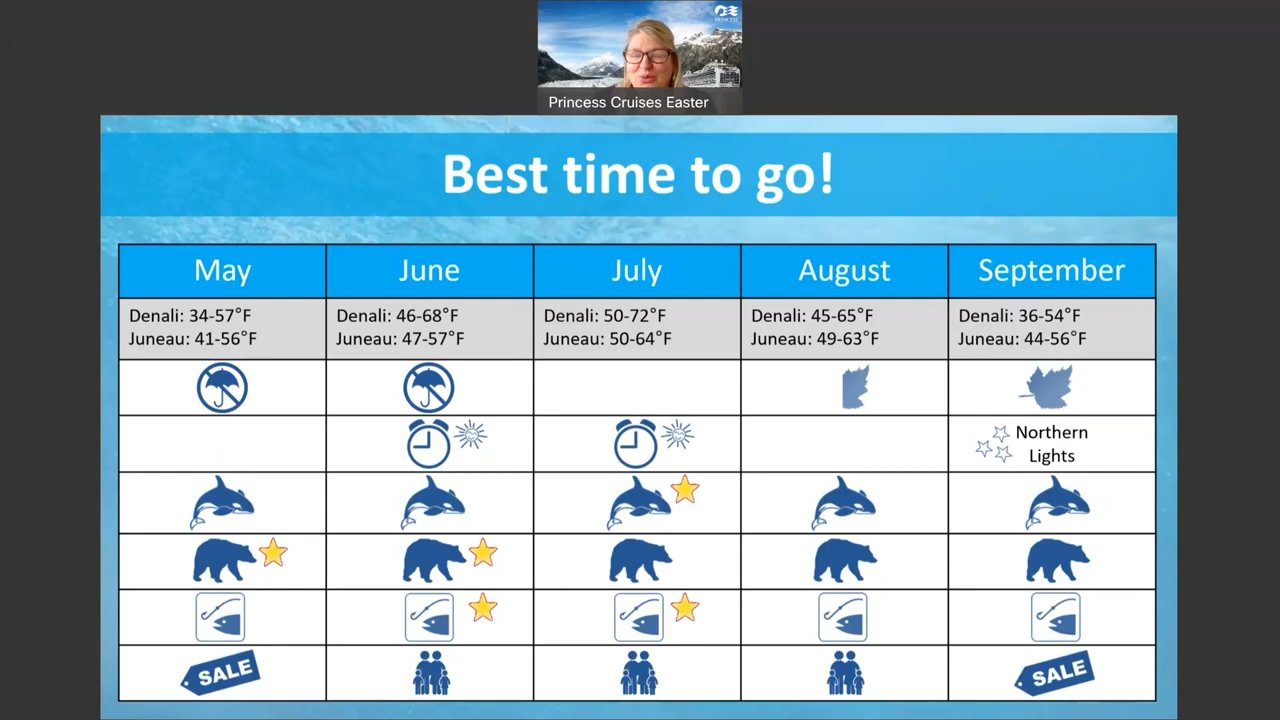 PRINCESS
Princess Cruises Easter
Best time to go!
May
June
July
August
September
Denali: 34-57°F
Juneau: 41-56°F
Denali: 46-68°F
Juneau: 47-57°F
Denali: 50-72°F
Juneau: 50-64°F
Denali: 45-65°F
Juneau: 49-63°F
Denali: 36-54°F
Juneau: 44-56°F
Northern
Lights
SALE
SALE